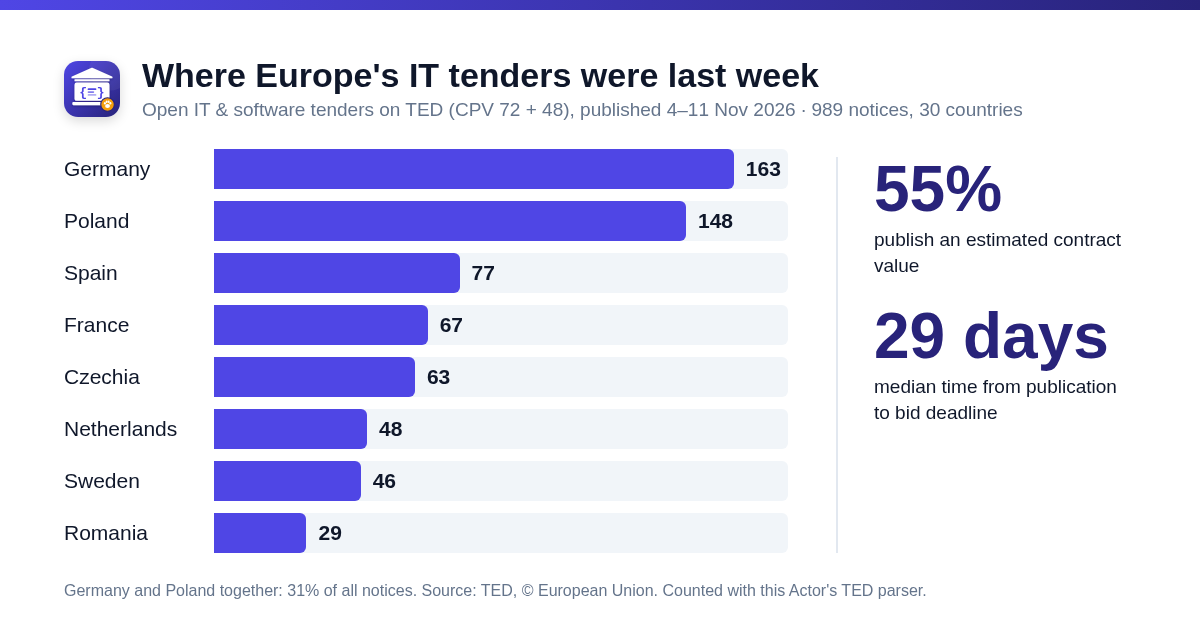 Where Europe's IT tenders were last week
Open IT & software tenders on TED (CPV 72 + 48), published 4–11 Nov 2026 · 989 notices, 30 countries
Germany 163
Poland 148
Spain 77
France 67
Czechia 63
Netherlands 48
Sweden 46
Romania 29
55%
publish an estimated contract
value
29 days
median time from publication
to bid deadline
Germany and Poland together: 31% of all notices. Source: TED, © European Union. Counted with this Actor's TED parser.